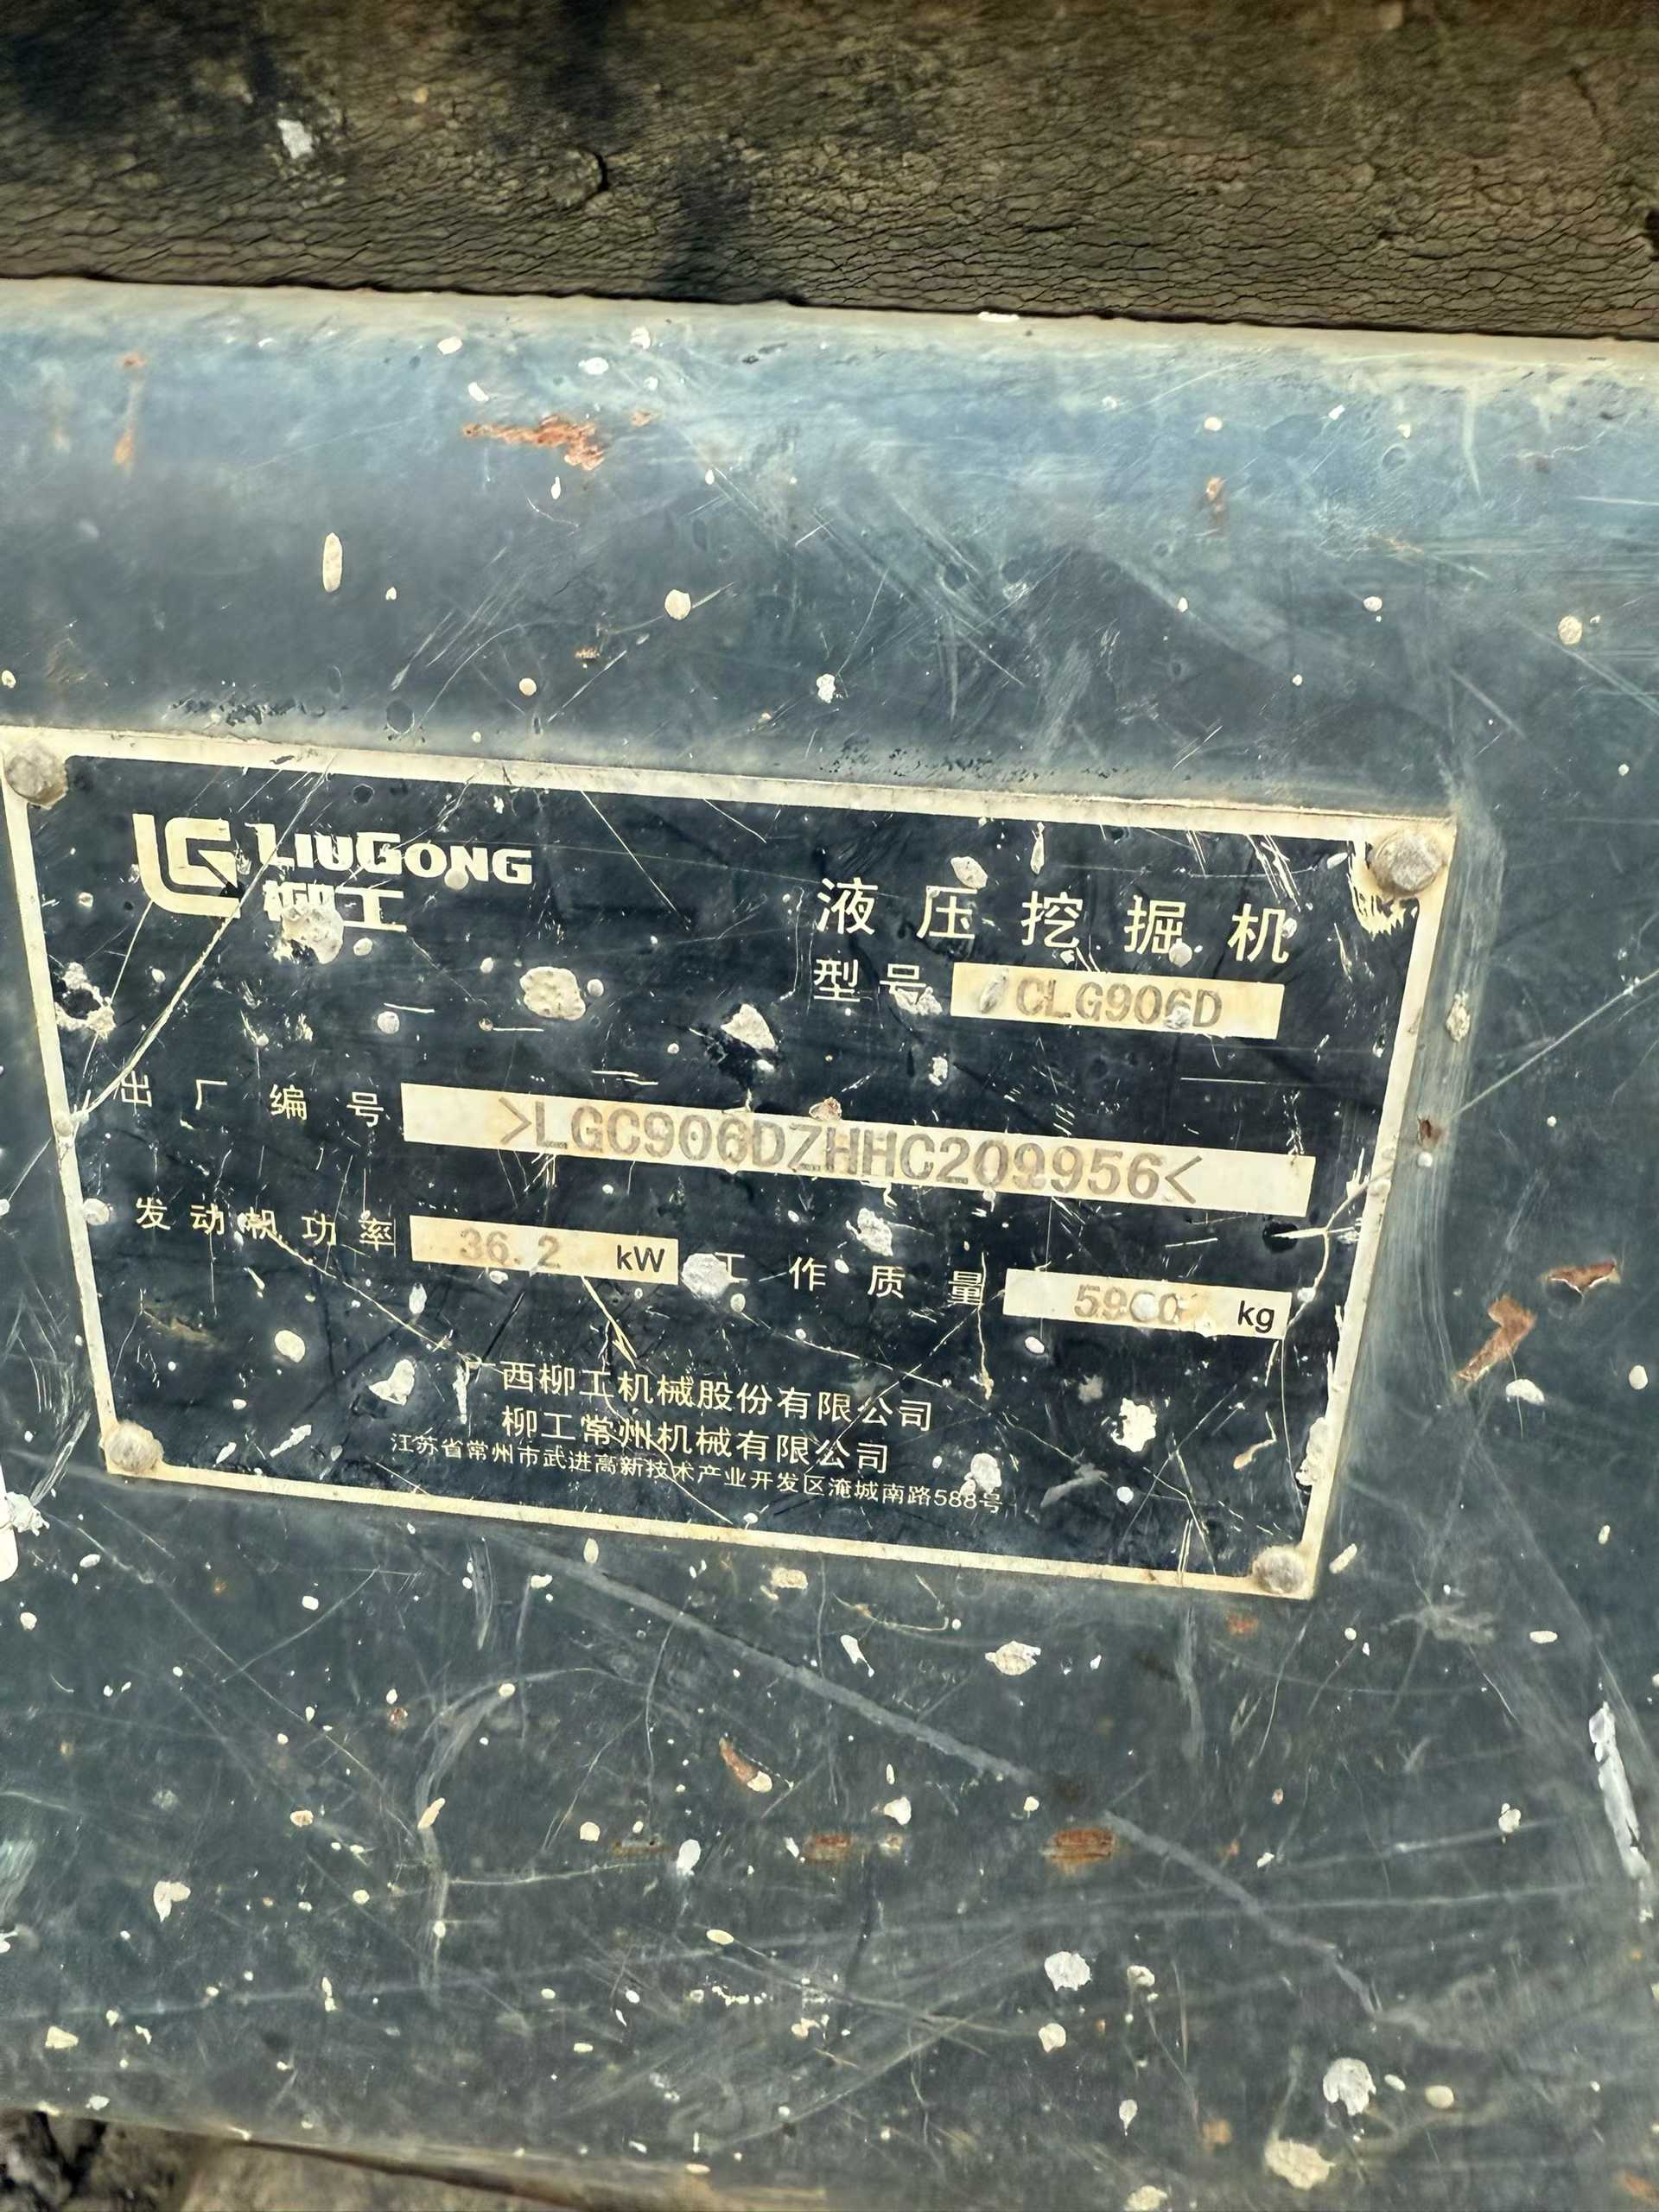 LG LIUGONG
柳工
液压挖掘机
型号 CLG906D
出厂编号 >LGC906DZHHC209956<
发动机功率 36.2 kW 工作质量 5900 kg
广西柳工机械股份有限公司
柳工常州机械有限公司
江苏省常州市武进高新技术产业开发区淹城南路588号